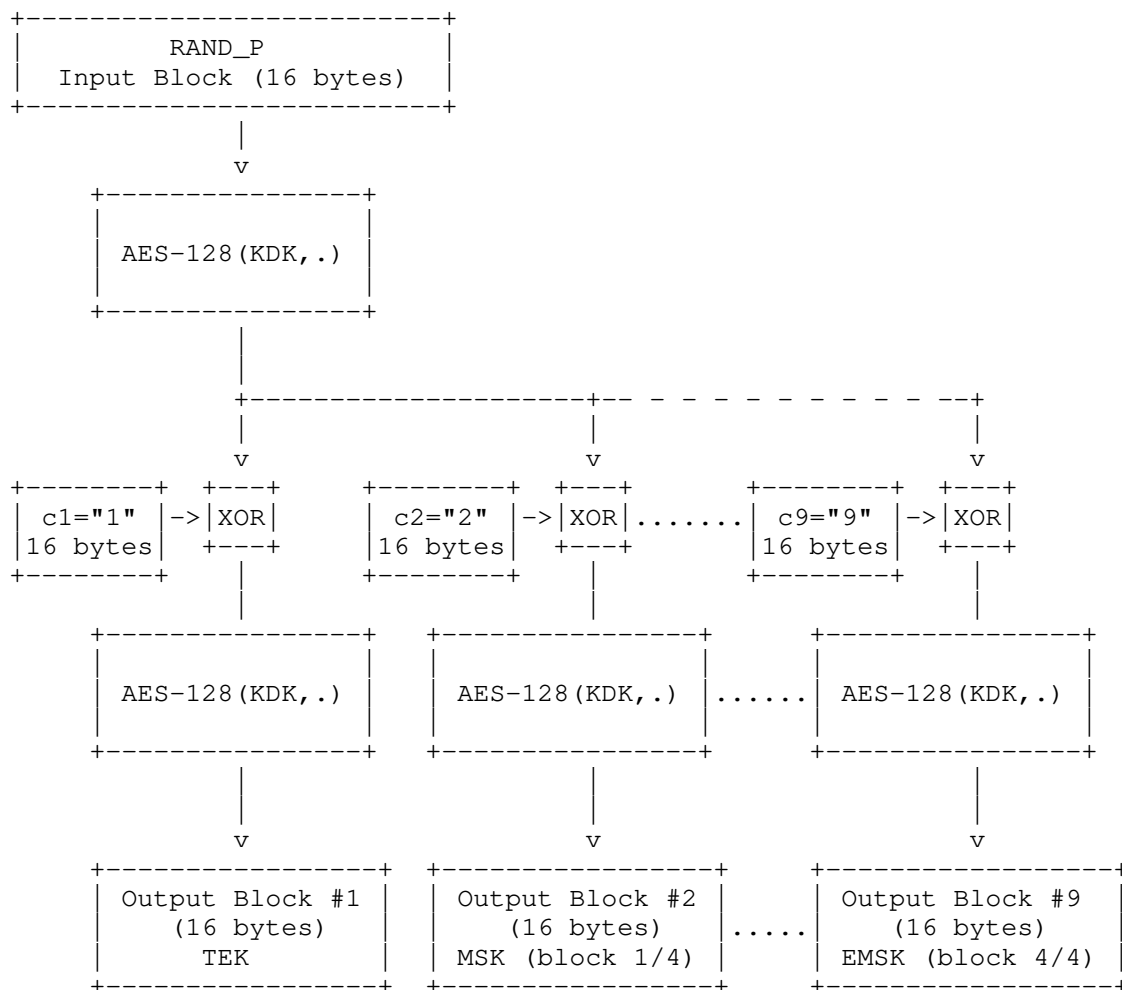 RAND_P
Input Block (16 bytes)
v
AES-128(KDK,.)
v v v
c1="1" ->|XOR| c2="2" ->|XOR|.......|c9="9" ->|XOR|
16 bytes 16 bytes 16 bytes
AES-128(KDK,.) AES-128(KDK,.) ...... AES-128(KDK,.)
v v v
Output Block #1 Output Block #2 Output Block #9
(16 bytes) (16 bytes) ..... (16 bytes)
TEK MSK (block 1/4) EMSK (block 4/4)